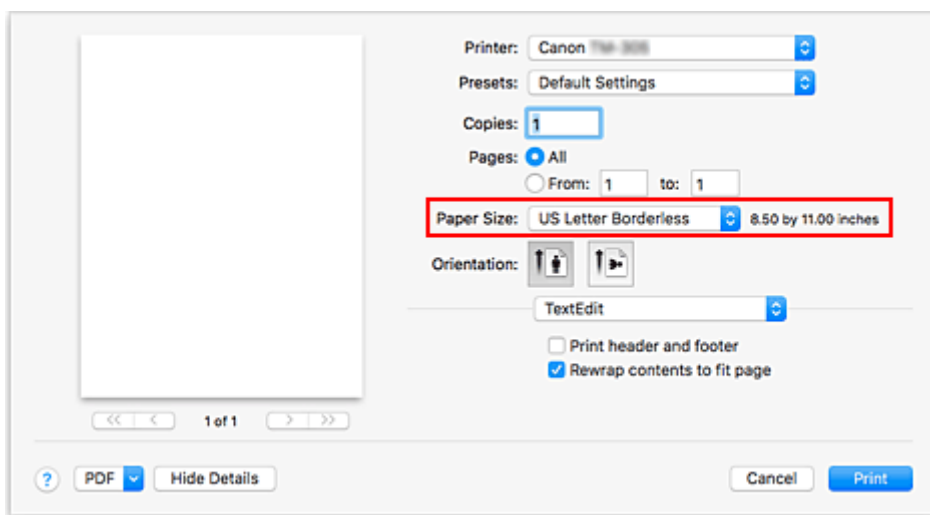 Printer: Canon
Presets: Default Settings
Copies: 1
Pages: All
From: 1 to: 1
Paper Size: US Letter Borderless 8.50 by 11.00 inches
Orientation:
TextEdit
Print header and footer
Rewrap contents to fit page
<< < 1 of 1 > >>
? PDF Hide Details Cancel Print